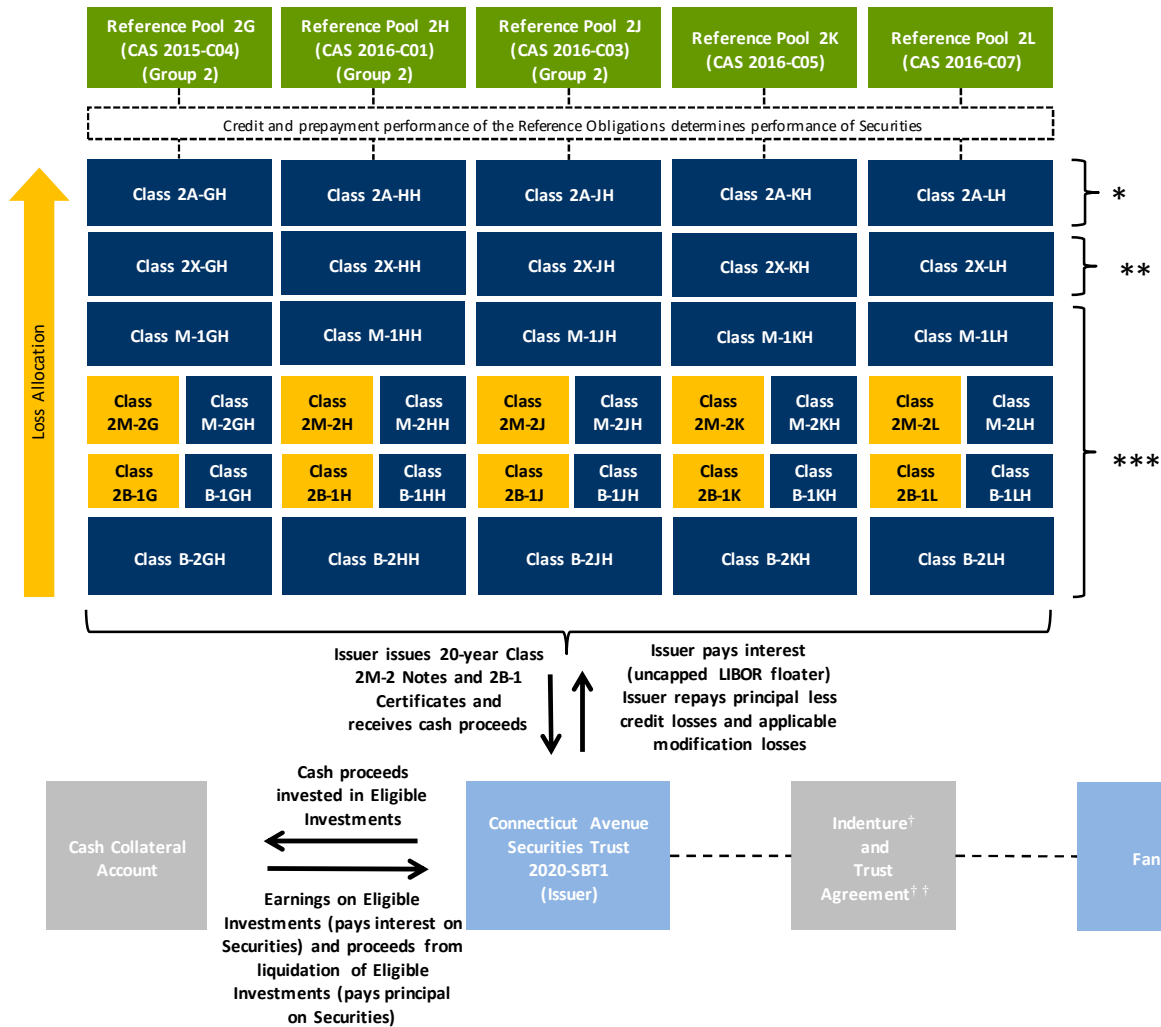 Reference Pool 2G
(CAS 2015-C04)
(Group 2)
Reference Pool 2H
(CAS 2016-C01)
(Group 2)
Reference Pool 2J
(CAS 2016-C03)
(Group 2)
Reference Pool 2K
(CAS 2016-C05)
Reference Pool 2L
(CAS 2016-C07)
Credit and prepayment performance of the Reference Obligations determines performance of Securities
Loss Allocation
Class 2A-GH
Class 2A-HH
Class 2A-JH
Class 2A-KH
Class 2A-LH
*
Class 2X-GH
Class 2X-HH
Class 2X-JH
Class 2X-KH
Class 2X-LH
**
Class M-1GH
Class M-1HH
Class M-1JH
Class M-1KH
Class M-1LH
Class
2M-2G
Class
M-2GH
Class
2M-2H
Class
M-2HH
Class
2M-2J
Class
M-2JH
Class
2M-2K
Class
M-2KH
Class
2M-2L
Class
M-2LH
***
Class
2B-1G
Class
B-1GH
Class
2B-1H
Class
B-1HH
Class
2B-1J
Class
B-1JH
Class
2B-1K
Class
B-1KH
Class
2B-1L
Class
B-1LH
Class B-2GH
Class B-2HH
Class B-2JH
Class B-2KH
Class B-2LH
Issuer issues 20-year Class
2M-2 Notes and 2B-1
Certificates and
receives cash proceeds
Issuer pays interest
(uncapped LIBOR floater)
Issuer repays principal less
credit losses and applicable
modification losses
Cash proceeds
invested in Eligible
Investments
Cash Collateral
Account
Earnings on Eligible
Investments (pays interest on
Securities) and proceeds from
liquidation of Eligible
Investments (pays principal
on Securities)
Connecticut Avenue
Securities Trust
2020-SBT1
(Issuer)
Indenture†
and
Trust
Agreement††
Fan